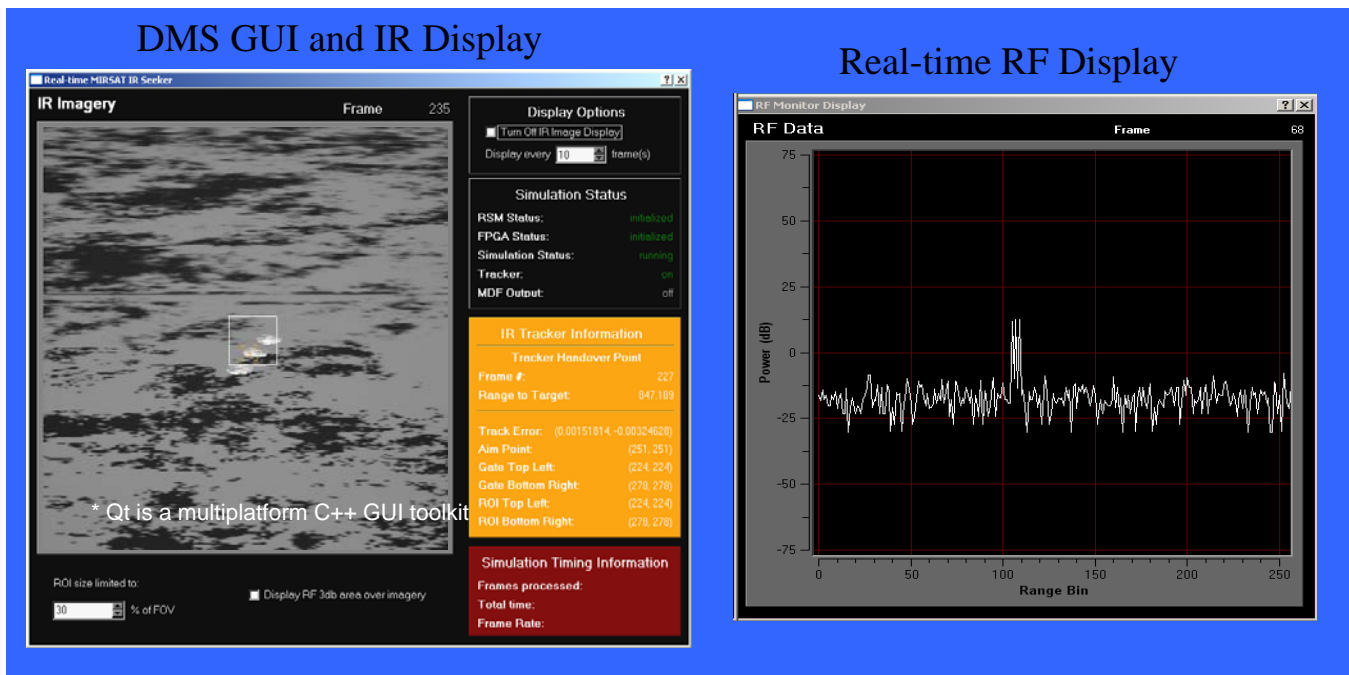 DMS GUI and IR Display
Real-time RF Display
Real-time MIRSAT IR Seeker
IR Imagery
Frame 235
Display Options
Turn Off IR Image Display
Display every 10 frame(s)
Simulation Status
RSM Status: initialized
FPGA Status: initialized
Simulation Status: running
Tracker: on
MDF Output: off
IR Tracker Information
Tracker Handover Point
Frame #: 227
Range to Target: 847.189
Track Error: (0.00151814, -0.00324628)
Aim Point: (251, 251)
Gate Top Left: (224, 224)
Gate Bottom Right: (278, 278)
ROI Top Left: (224, 224)
ROI Bottom Right: (278, 278)
* Qt is a multiplatform C++ GUI toolkit
Simulation Timing Information
Frames processed:
Total time:
Frame Rate:
ROI size limited to:
30 % of FOV
Display RF 3db area over imagery
RF Monitor Display
RF Data
Frame 68
Power (dB)
75
50
25
0
-25
-50
-75
0 50 100 150 200 250
Range Bin